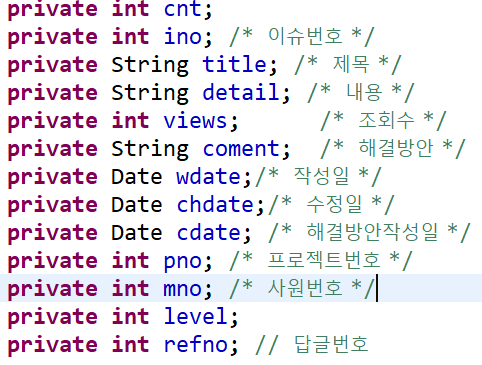 private int cnt;
private int ino; /* 이슈번호 */
private String title; /* 제목 */
private String detail; /* 내용 */
private int views; /* 조회수 */
private String coment; /* 해결방안 */
private Date wdate;/* 작성일 */
private Date chdate;/* 수정일 */
private Date cdate; /* 해결방안작성일 */
private int pno; /* 프로젝트번호 */
private int mno; /* 사원번호 */
private int level;
private int refno; // 답글번호